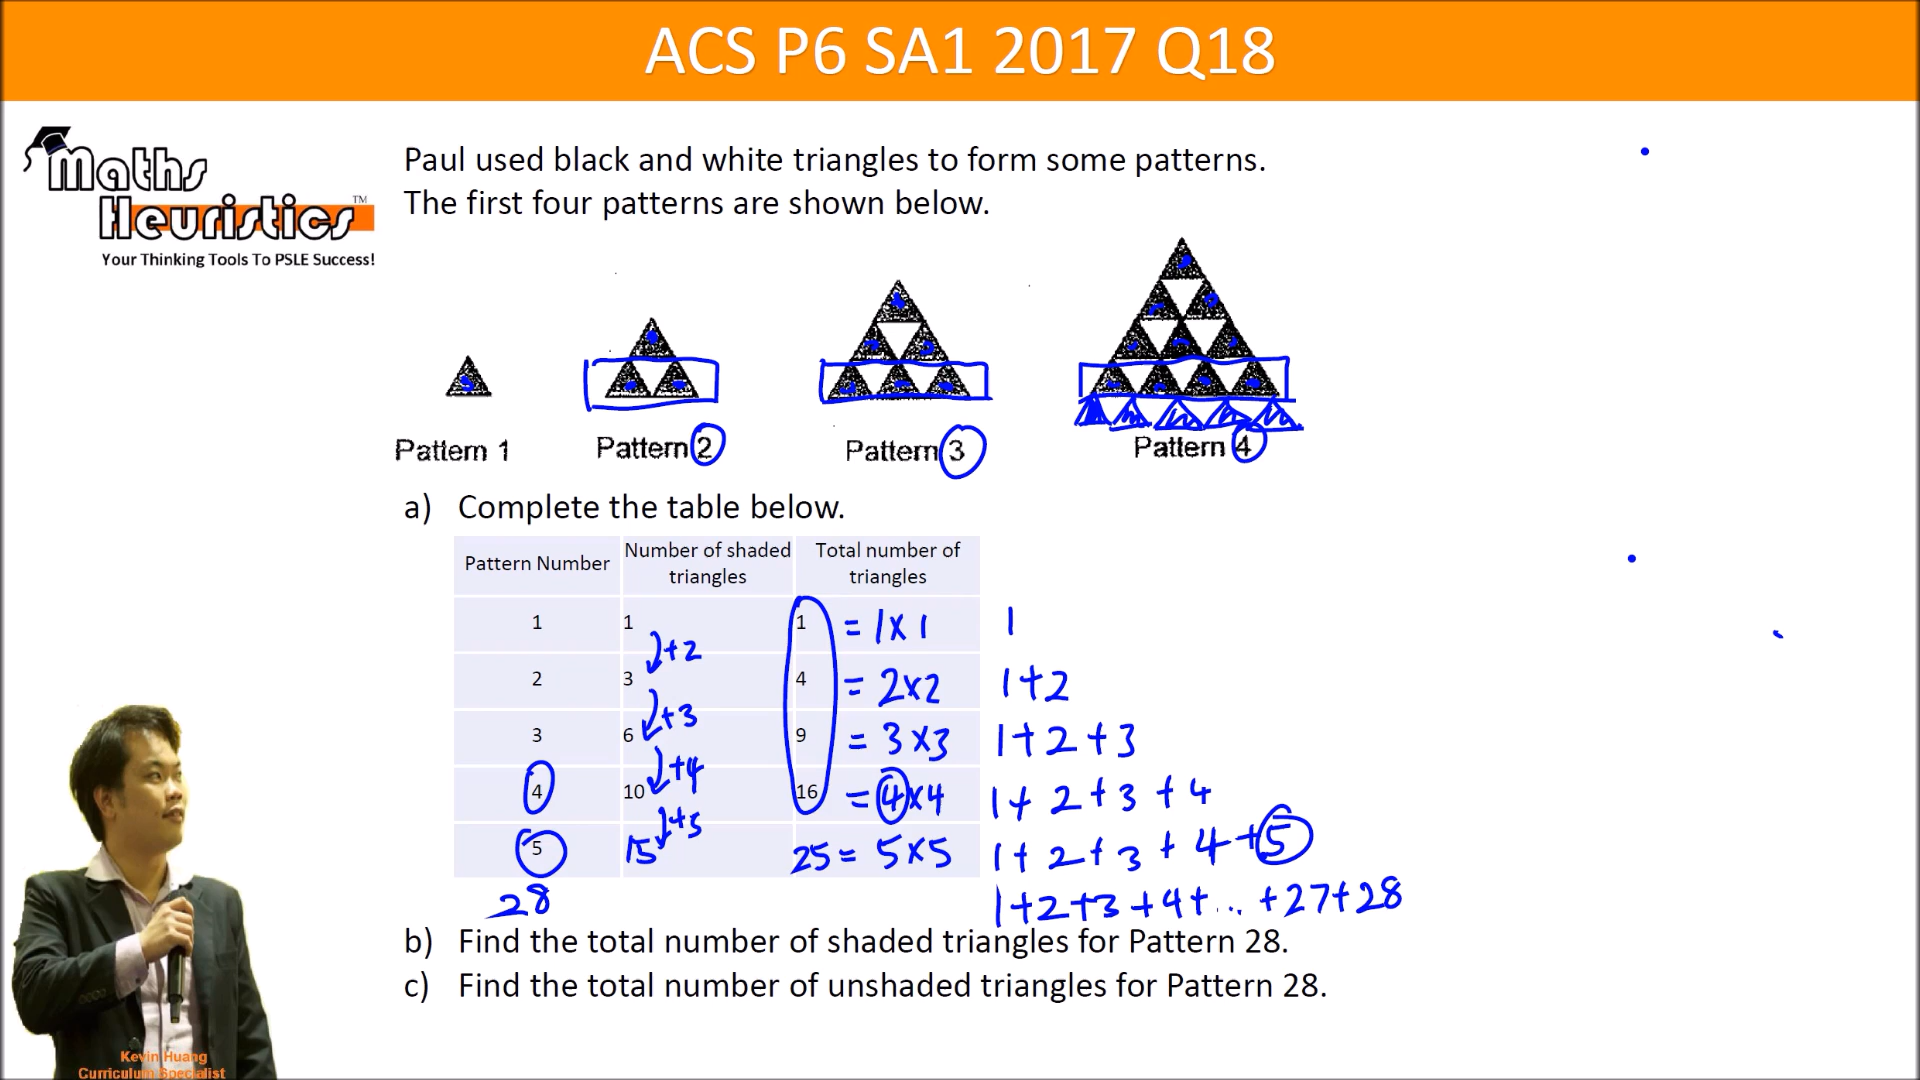 ACS P6 SA1 2017 Q18
Maths
Heuristics™
Your Thinking Tools To PSLE Success!
Paul used black and white triangles to form some patterns.
The first four patterns are shown below.
Pattern 1 Pattern 2 Pattern 3 Pattern 4
a) Complete the table below.
Pattern Number Number of shaded triangles Total number of triangles
1 1 1 = 1x1 1
+2
2 3 4 = 2x2 1+2
+3
3 6 9 = 3x3 1+2+3
+4
4 10 16 = 4x4 1+2+3+4
+5
5 15 25 = 5x5 1+2+3+4+5
28 1+2+3+4+...+27+28
b) Find the total number of shaded triangles for Pattern 28.
c) Find the total number of unshaded triangles for Pattern 28.
Kevin Huang
Curriculum Specialist